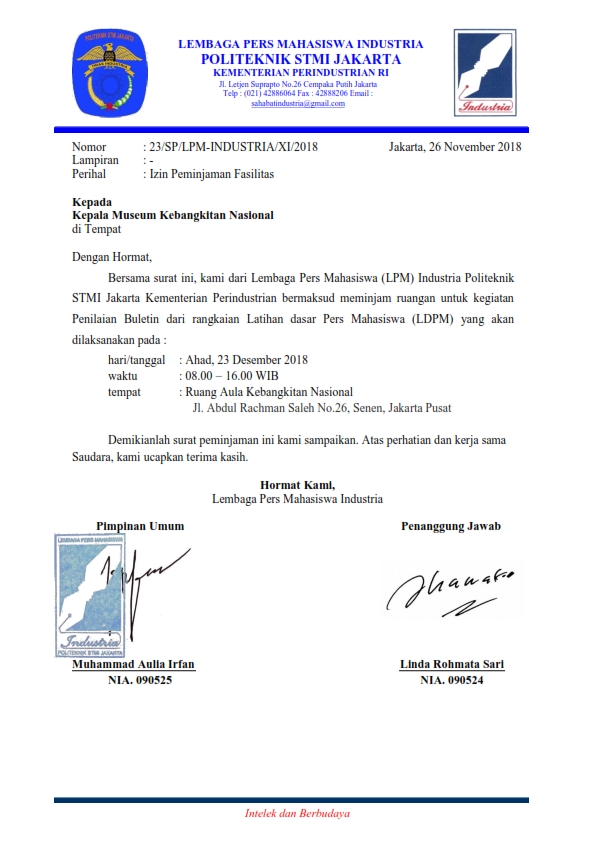 POLITEKNIK STMI JAKARTA
LEMBAGA PERS MAHASISWA INDUSTRIA
POLITEKNIK STMI JAKARTA
KEMENTERIAN PERINDUSTRIAN RI
Jl. Letjen Suprapto No.26 Cempaka Putih Jakarta
Telp : (021) 42886064 Fax : 42888206 Email :
sahabatindustria@gmail.com
Industria
Nomor : 23/SP/LPM-INDUSTRIA/XI/2018 Jakarta, 26 November 2018
Lampiran : -
Perihal : Izin Peminjaman Fasilitas
Kepada
Kepala Museum Kebangkitan Nasional
di Tempat
Dengan Hormat,
Bersama surat ini, kami dari Lembaga Pers Mahasiswa (LPM) Industria Politeknik
STMI Jakarta Kementerian Perindustrian bermaksud meminjam ruangan untuk kegiatan
Penilaian Buletin dari rangkaian Latihan dasar Pers Mahasiswa (LDPM) yang akan
dilaksanakan pada :
hari/tanggal : Ahad, 23 Desember 2018
waktu : 08.00 – 16.00 WIB
tempat : Ruang Aula Kebangkitan Nasional
Jl. Abdul Rachman Saleh No.26, Senen, Jakarta Pusat
Demikianlah surat peminjaman ini kami sampaikan. Atas perhatian dan kerja sama
Saudara, kami ucapkan terima kasih.
Hormat Kami,
Lembaga Pers Mahasiswa Industria
Pimpinan Umum Penanggung Jawab
LEMBAGA PERS MAHASISWA
Industria
POLITEKNIK STMI JAKARTA
Muhammad Aulia Irfan Linda Rohmata Sari
NIA. 090525 NIA. 090524
Intelek dan Berbudaya